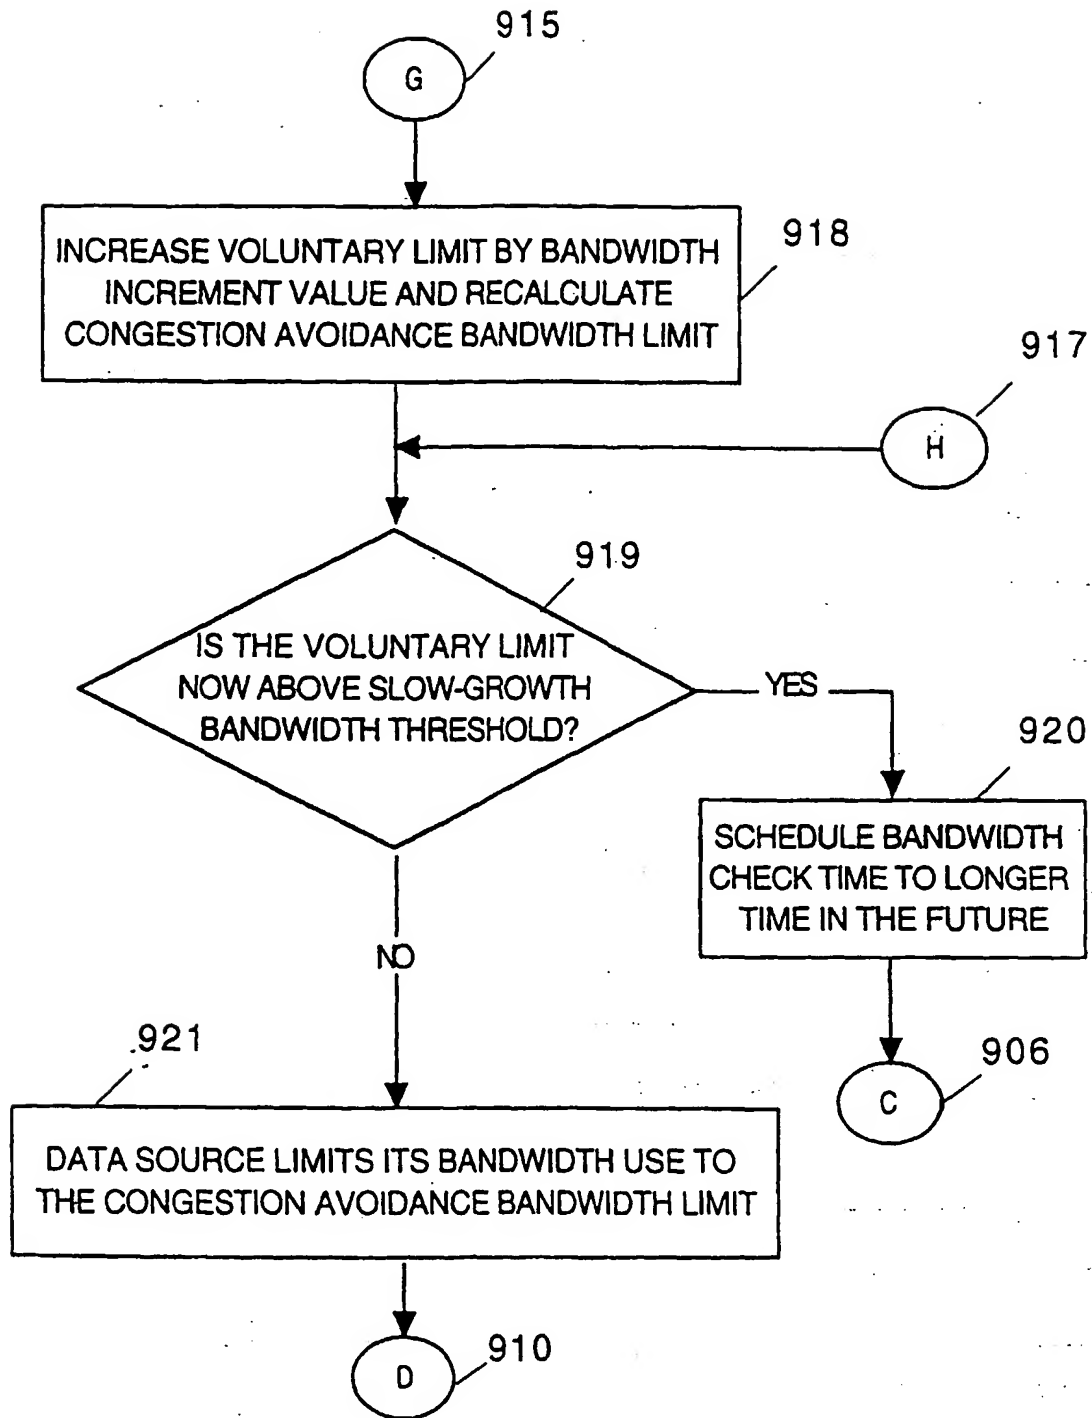 915
G
INCREASE VOLUNTARY LIMIT BY BANDWIDTH
INCREMENT VALUE AND RECALCULATE
CONGESTION AVOIDANCE BANDWIDTH LIMIT
918
917
H
919
IS THE VOLUNTARY LIMIT
NOW ABOVE SLOW-GROWTH
BANDWIDTH THRESHOLD?
YES
920
SCHEDULE BANDWIDTH
CHECK TIME TO LONGER
TIME IN THE FUTURE
NO
921
906
C
DATA SOURCE LIMITS ITS BANDWIDTH USE TO
THE CONGESTION AVOIDANCE BANDWIDTH LIMIT
910
D